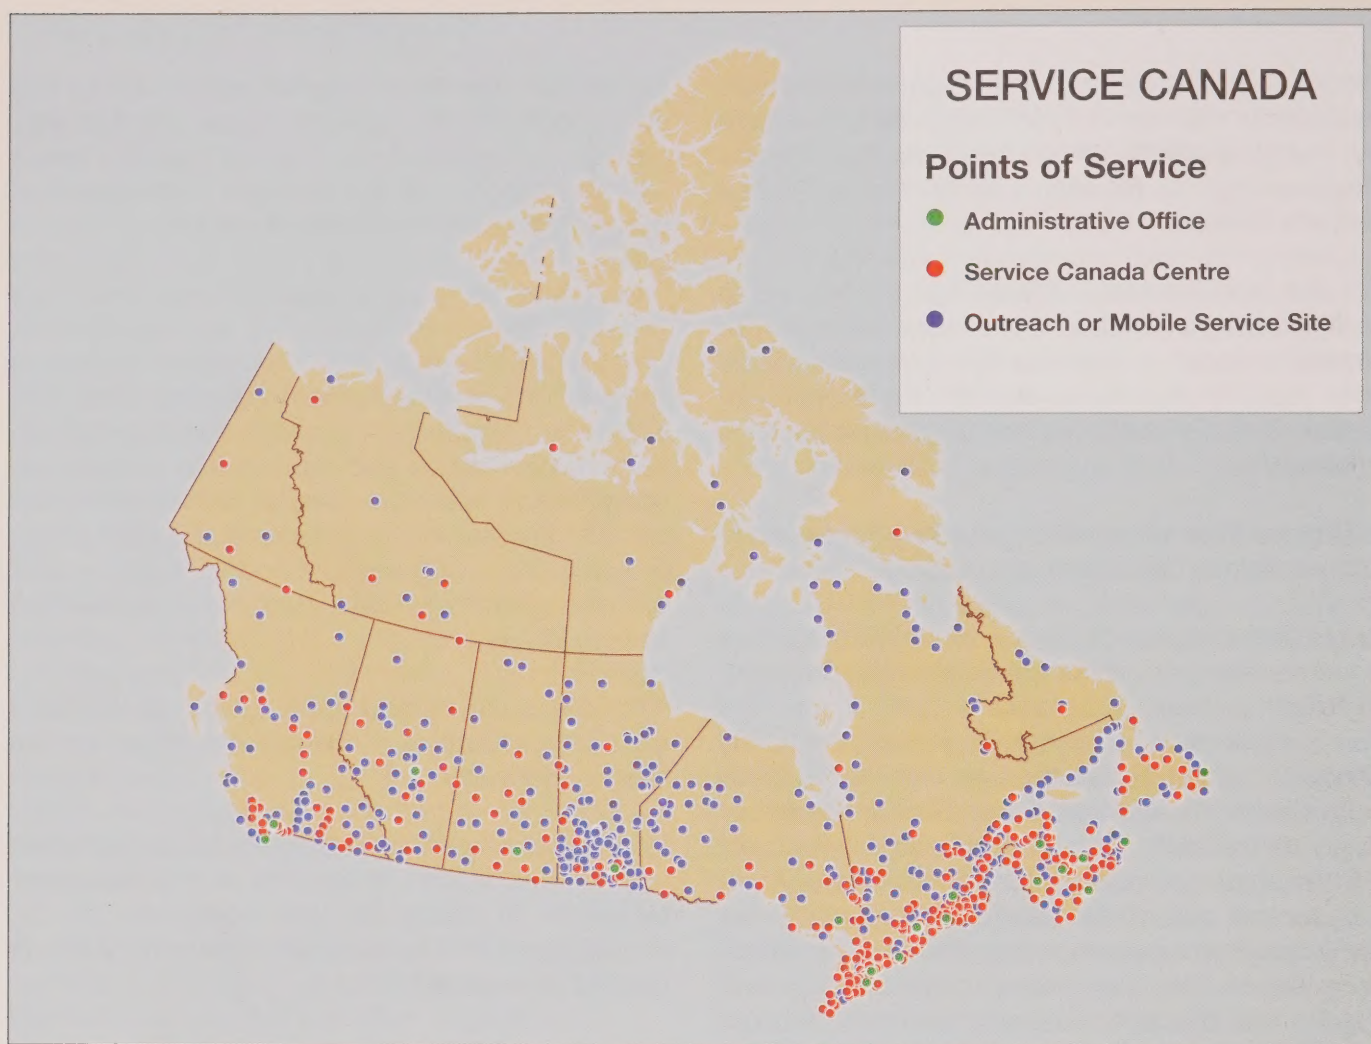 SERVICE CANADA
Points of Service
Administrative Office
Service Canada Centre
Outreach or Mobile Service Site